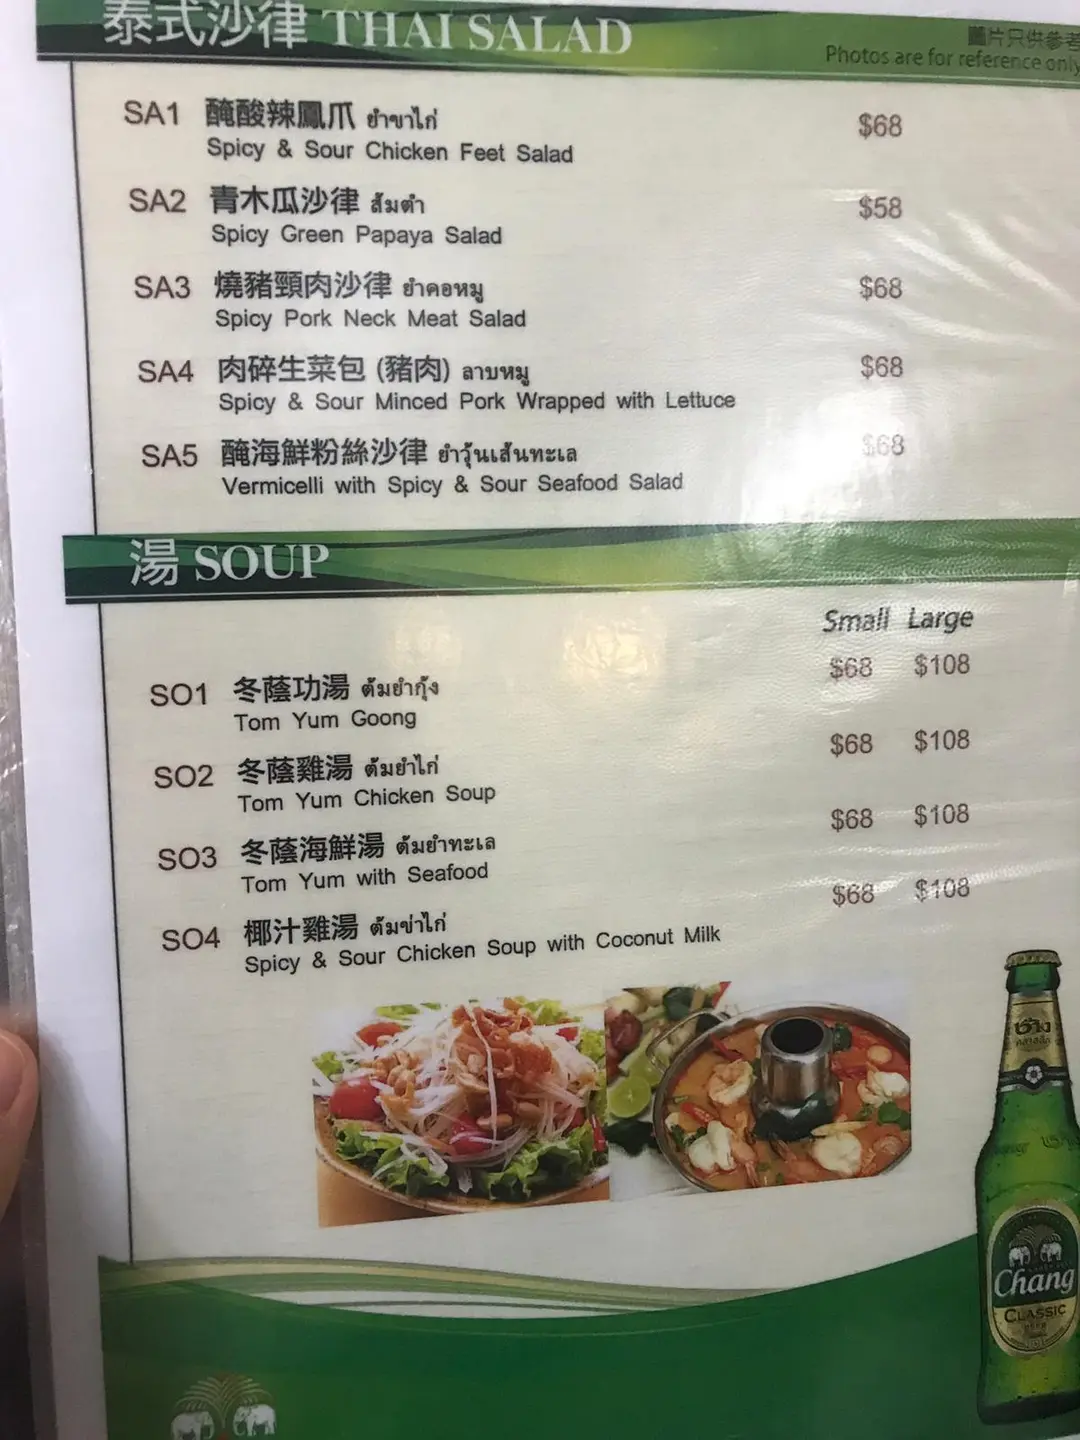 泰式沙律 THAI SALAD
圖片只供參考
Photos are for reference only
SA1 醃酸辣鳳爪 ยำขาไก่ $68
Spicy & Sour Chicken Feet Salad
SA2 青木瓜沙律 ส้มตำ $58
Spicy Green Papaya Salad
SA3 燒豬頸肉沙律 ยำคอหมู $68
Spicy Pork Neck Meat Salad
SA4 肉碎生菜包 (豬肉) ลาบหมู $68
Spicy & Sour Minced Pork Wrapped with Lettuce
SA5 醃海鮮粉絲沙律 ยำวุ้นเส้นทะเล $68
Vermicelli with Spicy & Sour Seafood Salad
湯 SOUP
Small Large
SO1 冬蔭功湯 ต้มยำกุ้ง $68 $108
Tom Yum Goong
SO2 冬蔭雞湯 ต้มยำไก่ $68 $108
Tom Yum Chicken Soup
SO3 冬蔭海鮮湯 ต้มยำทะเล $68 $108
Tom Yum with Seafood
SO4 椰汁雞湯 ต้มข่าไก่ $68 $108
Spicy & Sour Chicken Soup with Coconut Milk
ช้าง
คลาสสิก
Chang
CLASSIC